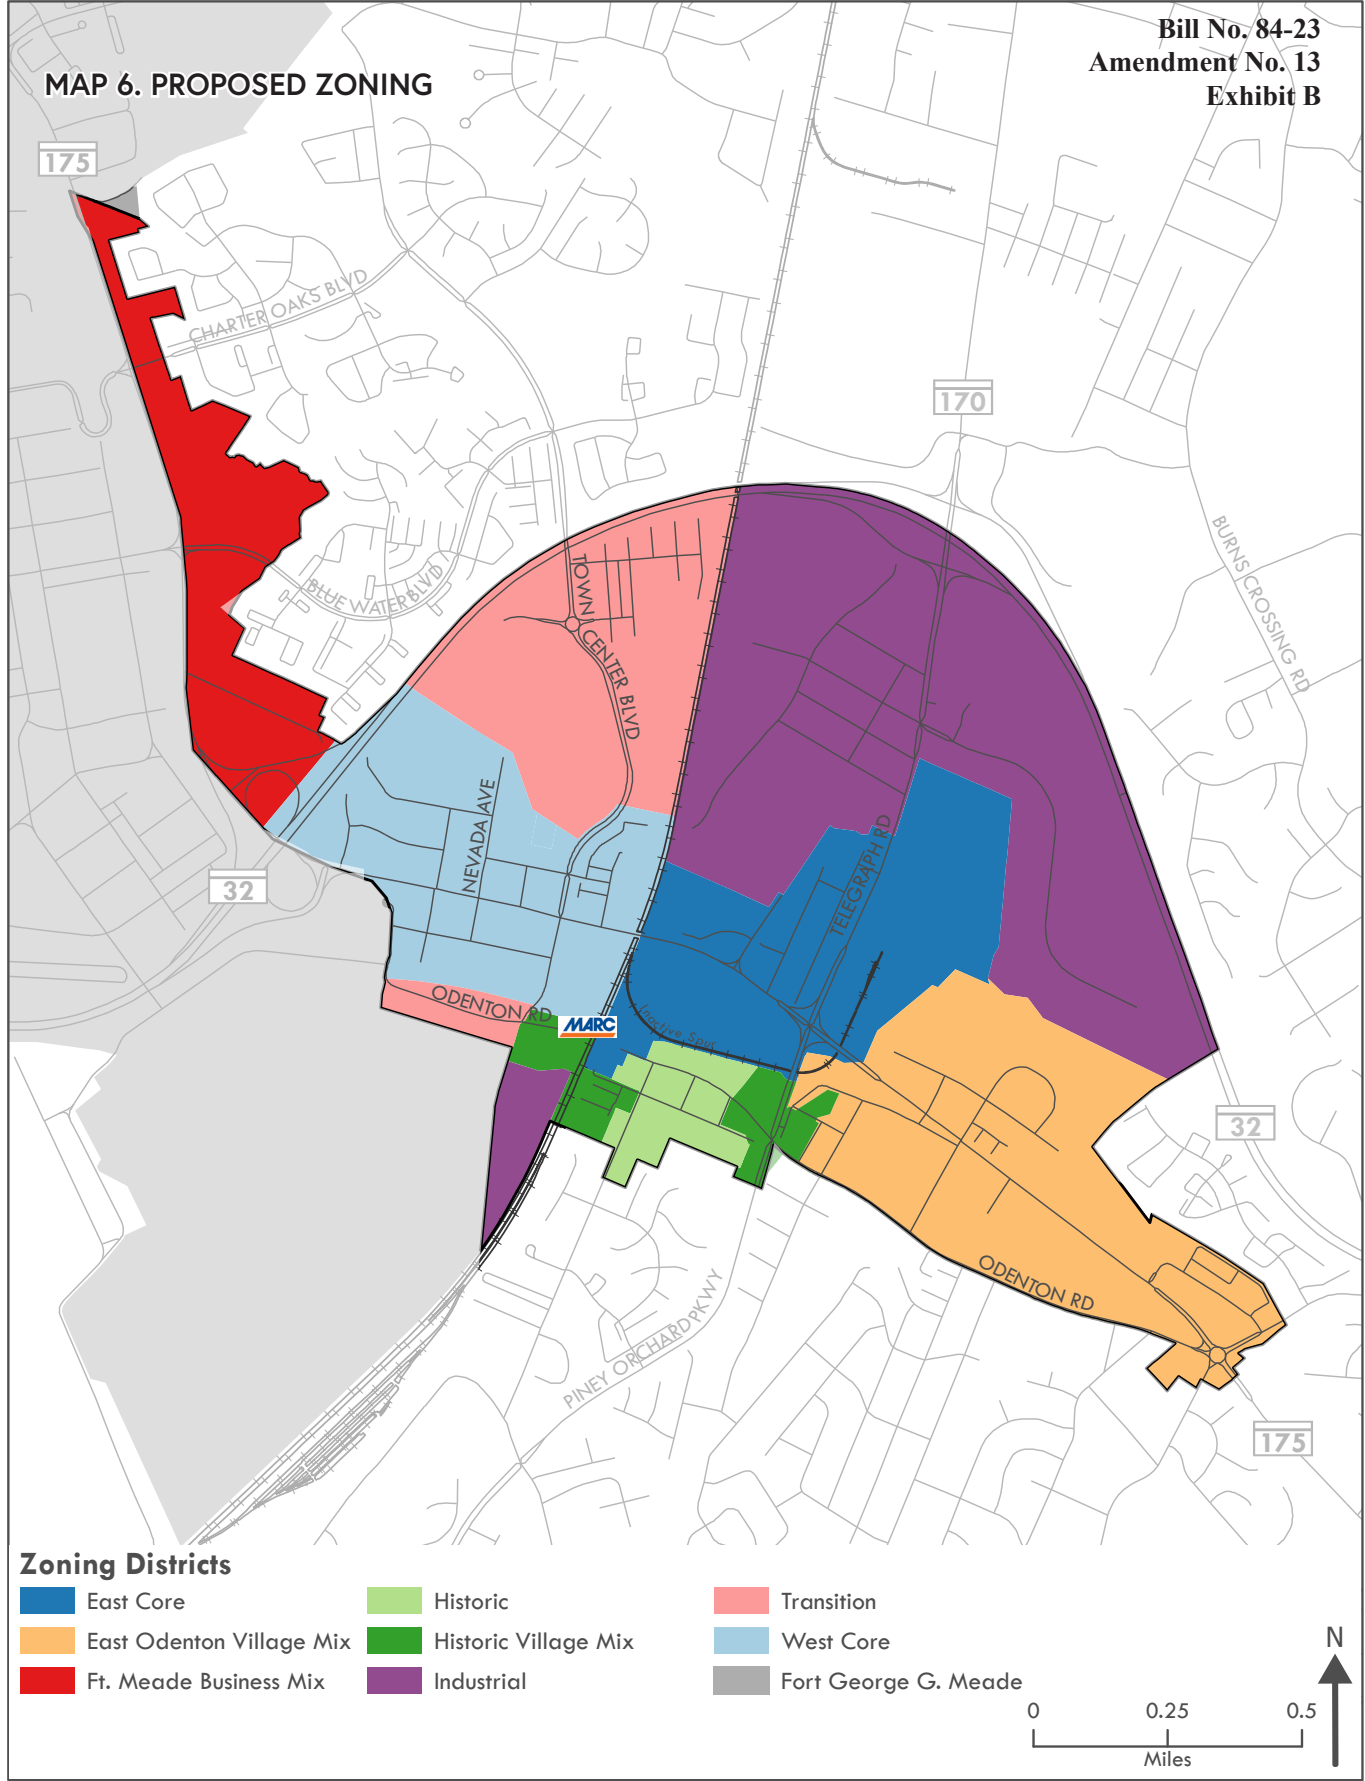 Bill No. 84-23
Amendment No. 13
Exhibit B
MAP 6. PROPOSED ZONING
175
CHARTER OAKS BLVD
170
BURNS CROSSING RD
BLUE WATER BLVD
TOWN CENTER BLVD
NEVADA AVE
TELEGRAPH RD
32
ODENTON RD
MARC
Inactive Spur
32
ODENTON RD
PINEY ORCHARD PKWY
175
Zoning Districts
East Core
Historic
Transition
East Odenton Village Mix
Historic Village Mix
West Core
Ft. Meade Business Mix
Industrial
Fort George G. Meade
N
0 0.25 0.5
Miles